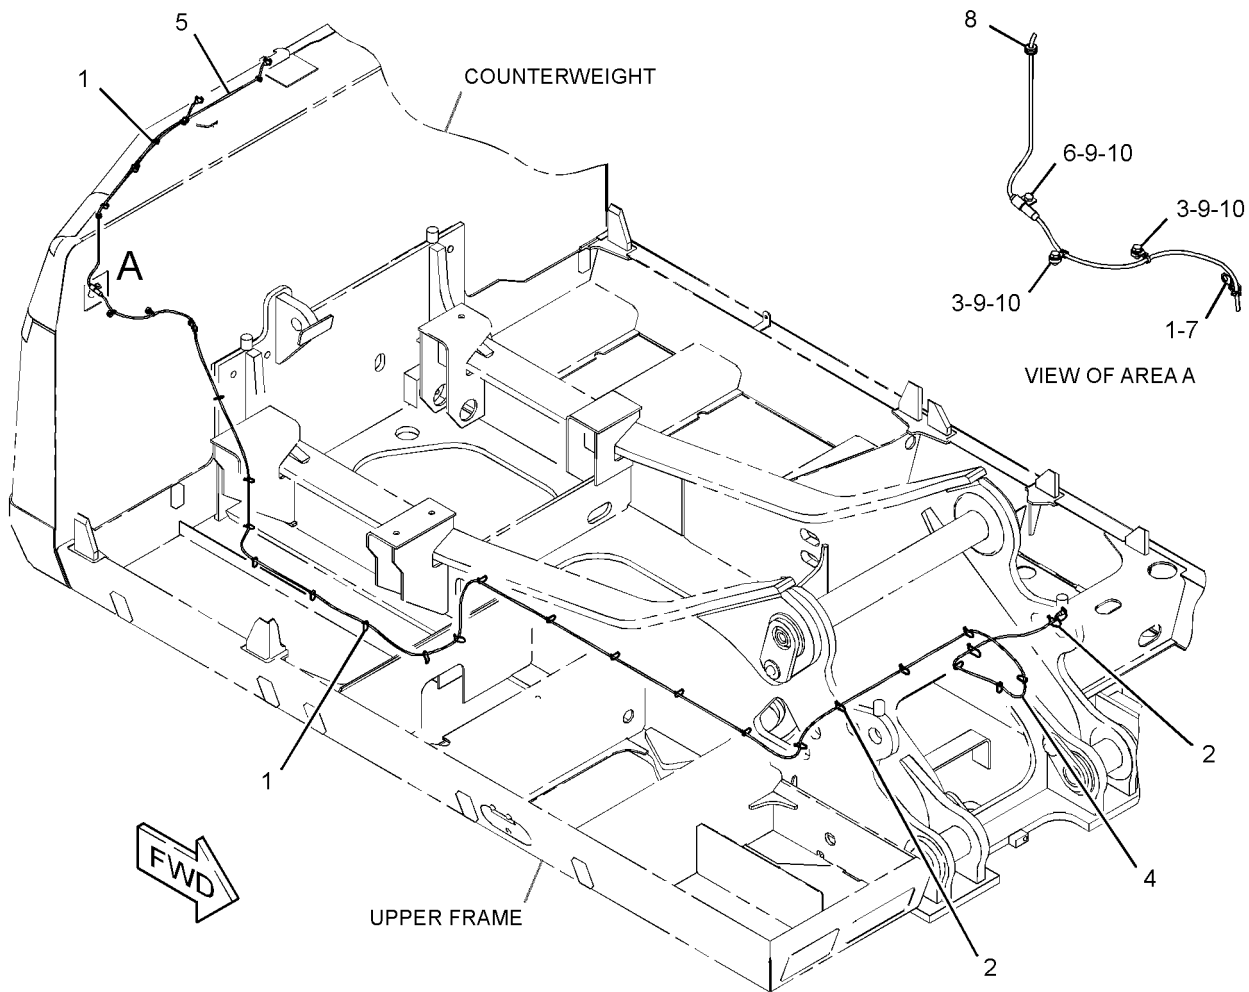 5
8
1
COUNTERWEIGHT
6-9-10
3-9-10
A
3-9-10
1-7
VIEW OF AREA A
1
2
4
FWD
UPPER FRAME
2